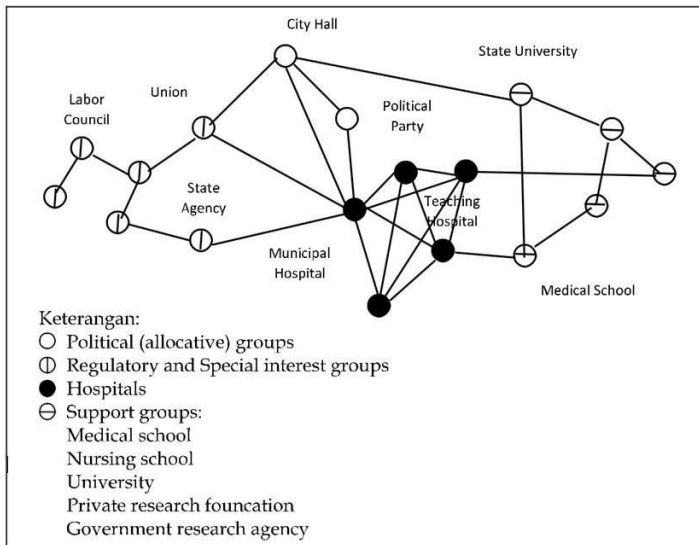 City Hall
State University
Labor
Council
Union
Political
Party
State
Agency
Teaching
Hospital
Municipal
Hospital
Medical School
Keterangan:
Political (allocative) groups
Regulatory and Special interest groups
Hospitals
Support groups:
Medical school
Nursing school
University
Private research founcation
Government research agency